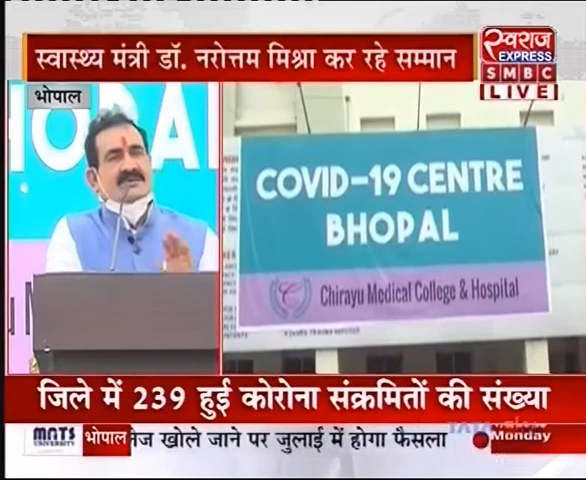 स्वास्थ्य मंत्री डॉ. नरोत्तम मिश्रा कर रहे सम्मान
स्वराज
EXPRESS
SMBC
LIVE
भोपाल
HOPA
COVID-19 CENTRE
BHOPAL
Chirayu Medical College & Hospital
जिले में 239 हुई कोरोना संक्रमितों की संख्या
MATS
UNIVERSITY
भोपाल
लेज खोले जाने पर जुलाई में होगा फैसला
Monday